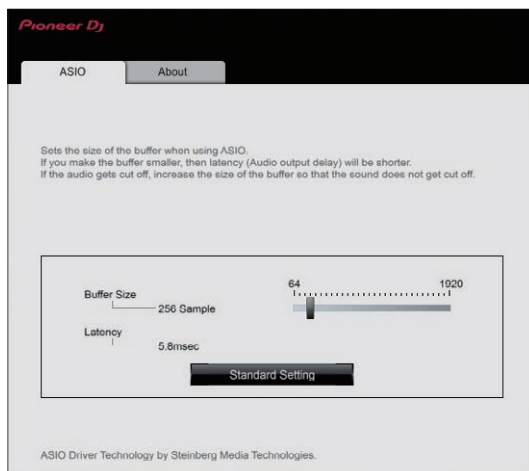 Pioneer Dj
ASIO
About
Sets the size of the buffer when using ASIO.
If you make the buffer smaller, then latency (Audio output delay) will be shorter.
If the audio gets cut off, increase the size of the buffer so that the sound does not get cut off.
64 1920
Buffer Size
256 Sample
Latency
5.8msec
Standard Setting
ASIO Driver Technology by Steinberg Media Technologies.